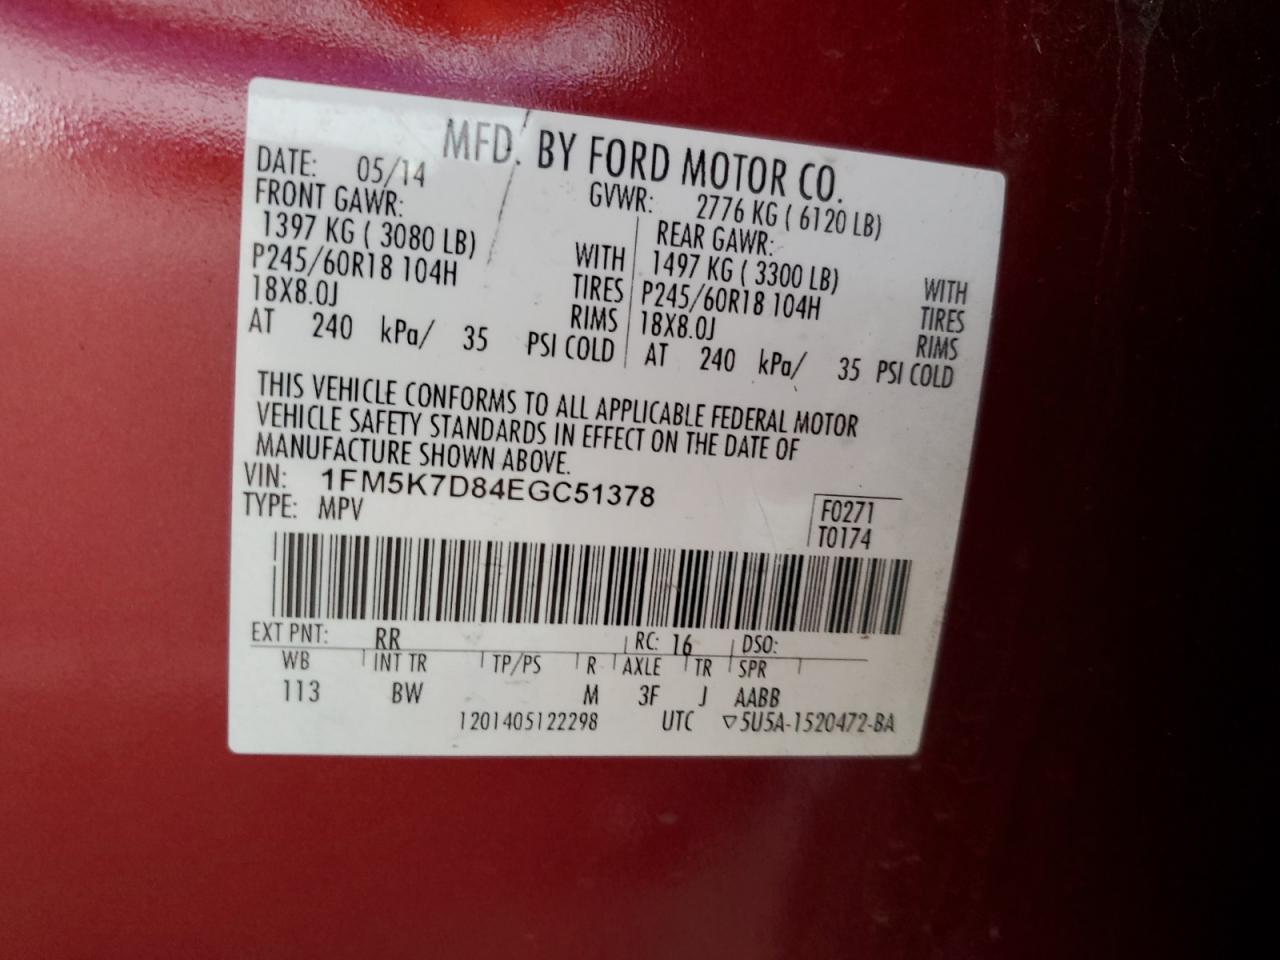 MFD. BY FORD MOTOR CO.
DATE: 05/14 GVWR: 2776 KG ( 6120 LB)
FRONT GAWR: REAR GAWR:
1397 KG ( 3080 LB) WITH 1497 KG ( 3300 LB) WITH
P245/60R18 104H TIRES P245/60R18 104H TIRES
18X8.0J RIMS 18X8.0J RIMS
AT 240 kPa/ 35 PSI COLD AT 240 kPa/ 35 PSI COLD
THIS VEHICLE CONFORMS TO ALL APPLICABLE FEDERAL MOTOR
VEHICLE SAFETY STANDARDS IN EFFECT ON THE DATE OF
MANUFACTURE SHOWN ABOVE.
VIN: 1FM5K7D84EGC51378
TYPE: MPV
F0271
T0174
EXT PNT: RR RC: 16 DSO:
WB INT TR TP/PS R AXLE TR SPR
113 BW M 3F J AABB
1201405122298 UTC ▽5U5A-1520472-BA